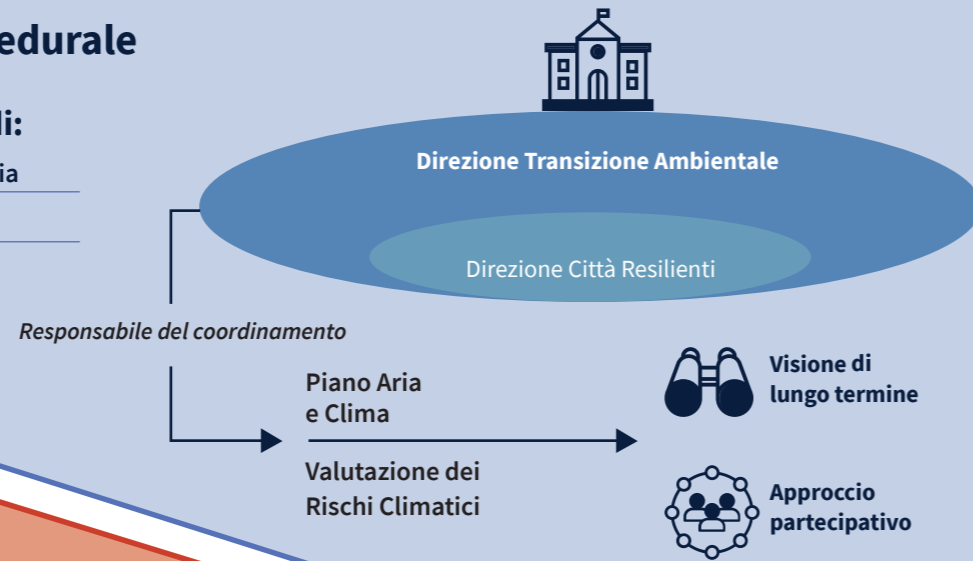 edurale
li:
ia
Direzione Transizione Ambientale
Direzione Città Resilienti
Responsabile del coordinamento
Piano Aria
e Clima
Valutazione dei
Rischi Climatici
Visione di
lungo termine
Approccio
partecipativo